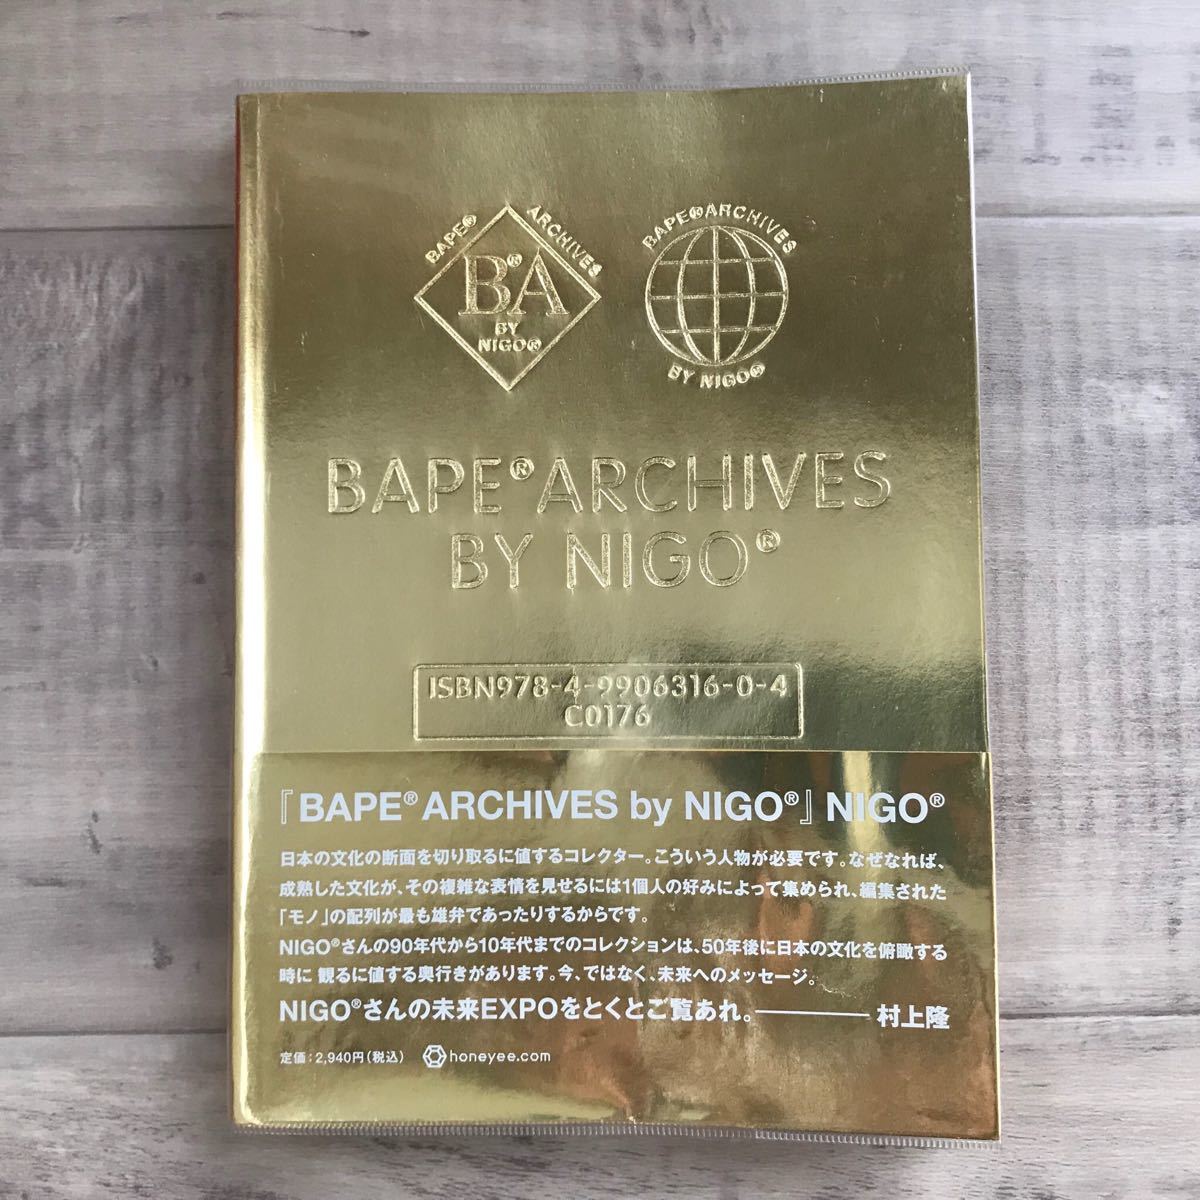 BAPE® ARCHIVES
B®A
BY
NIGO®
BAPE®ARCHIVES
BY NIGO®
BAPE® ARCHIVES
BY NIGO®
ISBN978-4-9906316-0-4
C0176
『BAPE® ARCHIVES by NIGO®』NIGO®
日本の文化の断面を切り取るに値するコレクター。こういう人物が必要です。なぜなれば、
成熟した文化が、その複雑な表情を見せるには1個人の好みによって集められ、編集された
「モノ」の配列が最も雄弁であったりするからです。
NIGO®さんの90年代から10年代までのコレクションは、50年後に日本の文化を俯瞰する
時に 観るに値する奥行きがあります。今、ではなく、未来へのメッセージ。
NIGO®さんの未来EXPOをとくとご覧あれ。――― 村上隆
定価：2,940円（税込） honeyee.com